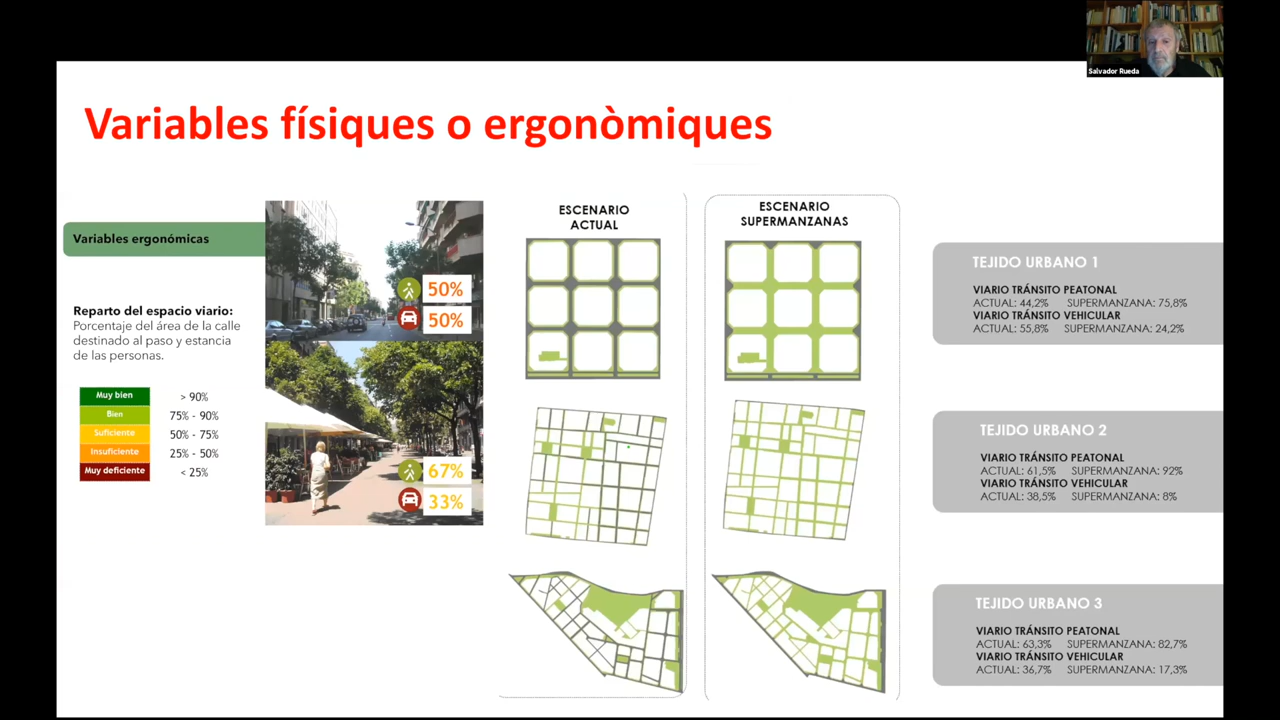 Salvador Rueda
Variables físiques o ergonòmiques
Variables ergonómicas
Reparto del espacio viario:
Porcentaje del área de la calle
destinado al paso y estancia
de las personas.
Muy bien > 90%
Bien 75% - 90%
Suficiente 50% - 75%
Insuficiente 25% - 50%
Muy deficiente < 25%
50%
50%
67%
33%
ESCENARIO
ACTUAL
ESCENARIO
SUPERMANZANAS
TEJIDO URBANO 1
VIARIO TRÁNSITO PEATONAL
ACTUAL: 44,2% SUPERMANZANA: 75,8%
VIARIO TRÁNSITO VEHICULAR
ACTUAL: 55,8% SUPERMANZANA: 24,2%
TEJIDO URBANO 2
VIARIO TRÁNSITO PEATONAL
ACTUAL: 61,5% SUPERMANZANA: 92%
VIARIO TRÁNSITO VEHICULAR
ACTUAL: 38,5% SUPERMANZANA: 8%
TEJIDO URBANO 3
VIARIO TRÁNSITO PEATONAL
ACTUAL: 63,3% SUPERMANZANA: 82,7%
VIARIO TRÁNSITO VEHICULAR
ACTUAL: 36,7% SUPERMANZANA: 17,3%